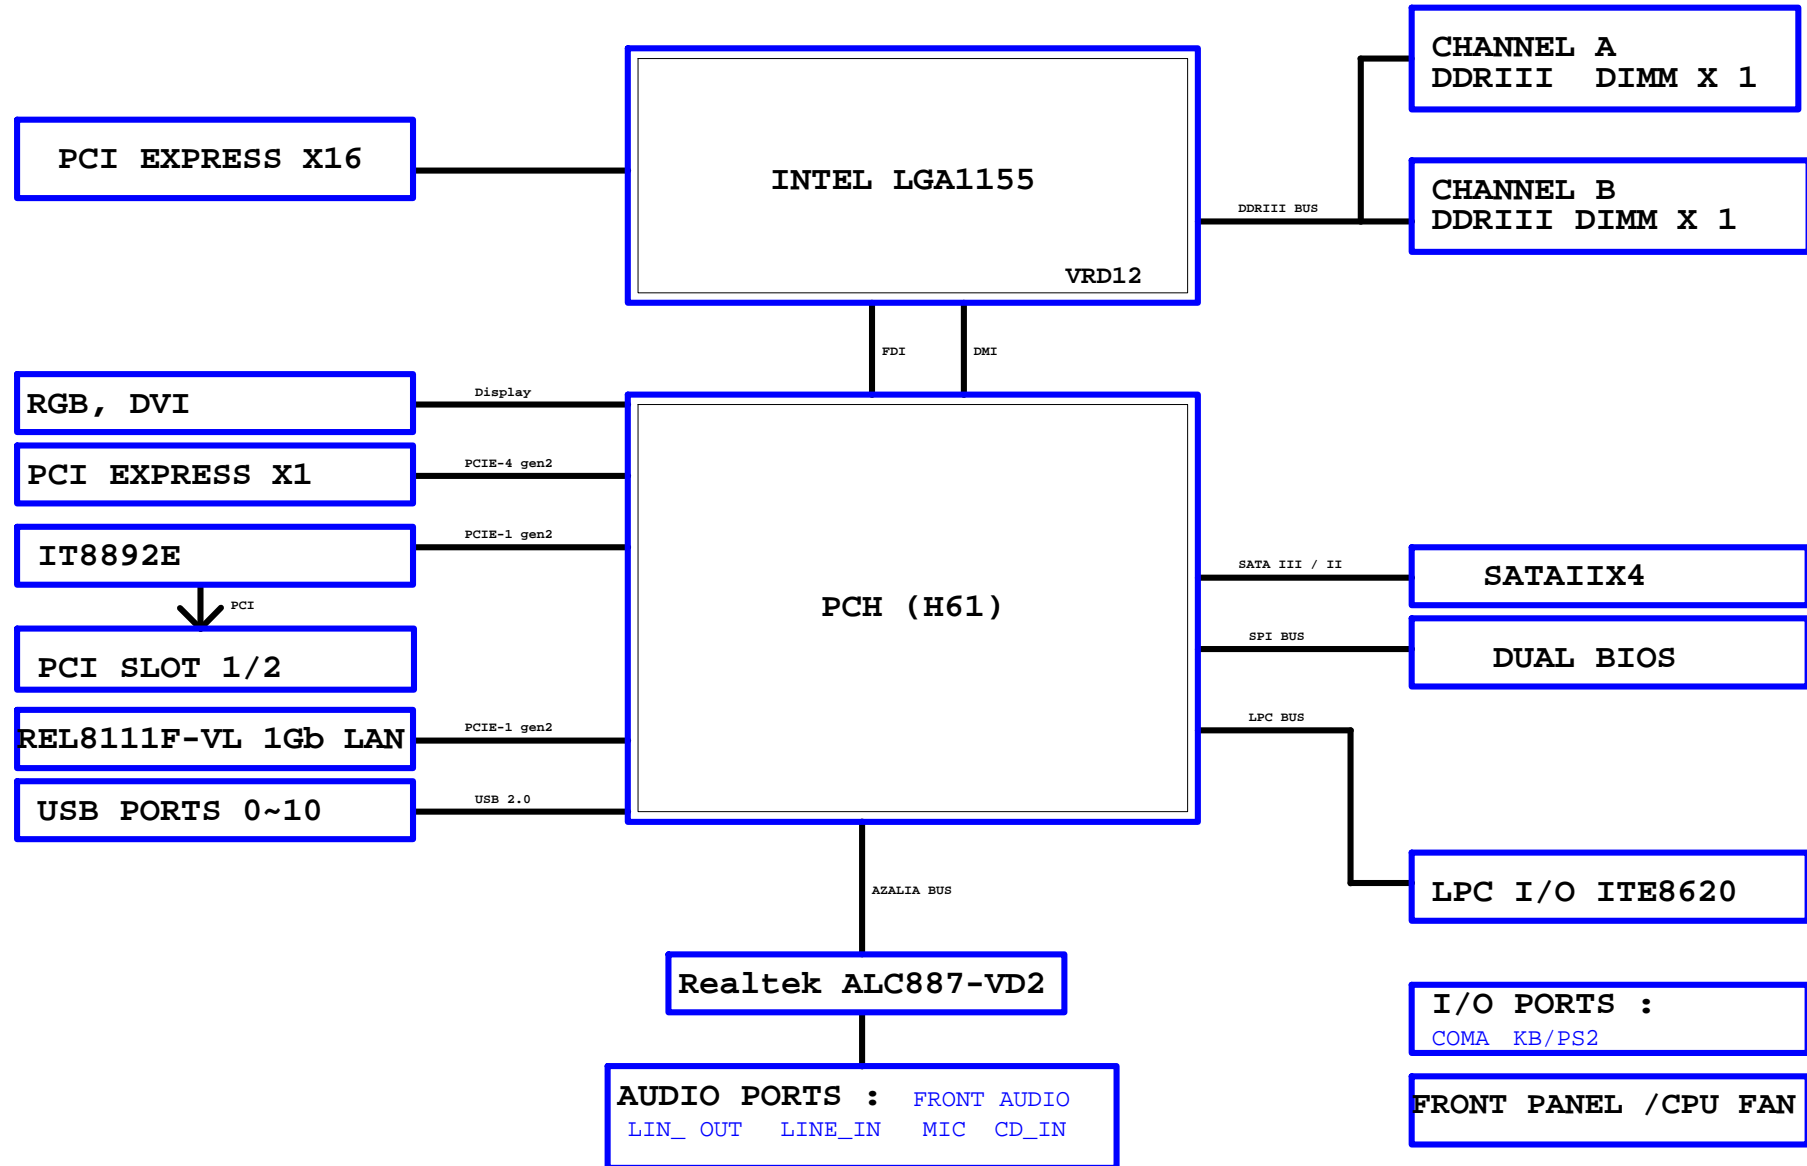 CHANNEL A
DDRIII DIMM X 1
PCI EXPRESS X16
INTEL LGA1155
CHANNEL B
DDRIII DIMM X 1
DDRIII BUS
VRD12
FDI
DMI
RGB, DVI
Display
PCI EXPRESS X1
PCIE-4 gen2
IT8892E
PCIE-1 gen2
PCI
PCI SLOT 1/2
PCH (H61)
SATA III / II
SATAIIX4
SPI BUS
DUAL BIOS
REL8111F-VL 1Gb LAN
PCIE-1 gen2
LPC BUS
USB PORTS 0~10
USB 2.0
AZALIA BUS
LPC I/O ITE8620
Realtek ALC887-VD2
I/O PORTS :
COMA KB/PS2
AUDIO PORTS : FRONT AUDIO
LIN_ OUT LINE_IN MIC CD_IN
FRONT PANEL /CPU FAN